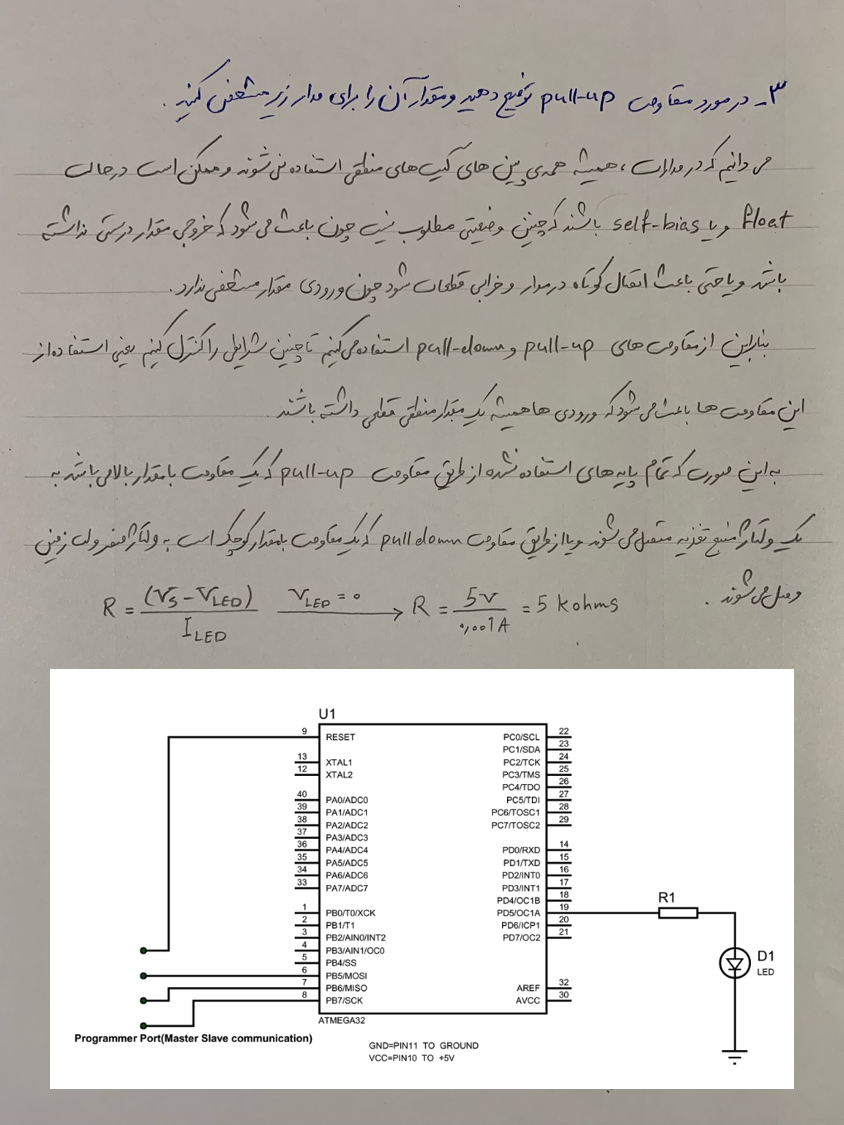 ۳- در مورد مقاومت pull-up توضیح دهید و مقدار آن را برای مدار زیر مشخص کنید.
می دانیم که در مدارات، همیشه همه‌ی پین های گیت های منطقی استفاده نمی شوند و ممکن است در حالت
float و یا self-bias باشند که چنین وضعیتی مطلوب نیست چون باعث می شود که خروجی مقدار درستی نداشته
باشد و یا حتی باعث اتصال کوتاه در مدار و خرابی قطعات شود چون ورودی مقدار مشخصی ندارد.
بنابراین از مقاومت های pull-up و pull-down استفاده می کنیم تا چنین شرایطی را کنترل کنیم یعنی استفاده از
این مقاومت ها باعث می شود که ورودی ها همیشه یک مقدار منطقی قطعی داشته باشند.
به این صورت که تمام پایه های استفاده نشده از طریق مقاومت pull-up که یک مقاومت با مقدار بالا می باشد به
یک ولتاژ منبع تغذیه متصل می شوند و یا از طریق مقاومت pull down که یک مقاومت با مقدار کوچک است به ولتاژ صفر ولت زمین
وصل می شوند.
R = (VS - VLED) / ILED VLED = 0 → R = 5v / 0,001A = 5 kohms
U1
9 RESET
13 XTAL1
12 XTAL2
40 PA0/ADC0
39 PA1/ADC1
38 PA2/ADC2
37 PA3/ADC3
36 PA4/ADC4
35 PA5/ADC5
34 PA6/ADC6
33 PA7/ADC7
1 PB0/T0/XCK
2 PB1/T1
3 PB2/AIN0/INT2
4 PB3/AIN1/OC0
5 PB4/SS
6 PB5/MOSI
7 PB6/MISO
8 PB7/SCK
PC0/SCL 22
PC1/SDA 23
PC2/TCK 24
PC3/TMS 25
PC4/TDO 26
PC5/TDI 27
PC6/TOSC1 28
PC7/TOSC2 29
PD0/RXD 14
PD1/TXD 15
PD2/INT0 16
PD3/INT1 17
PD4/OC1B 18
PD5/OC1A 19
PD6/ICP1 20
PD7/OC2 21
AREF 32
AVCC 30
ATMEGA32
R1
D1
LED
Programmer Port(Master Slave communication)
GND=PIN11 TO GROUND
VCC=PIN10 TO +5V